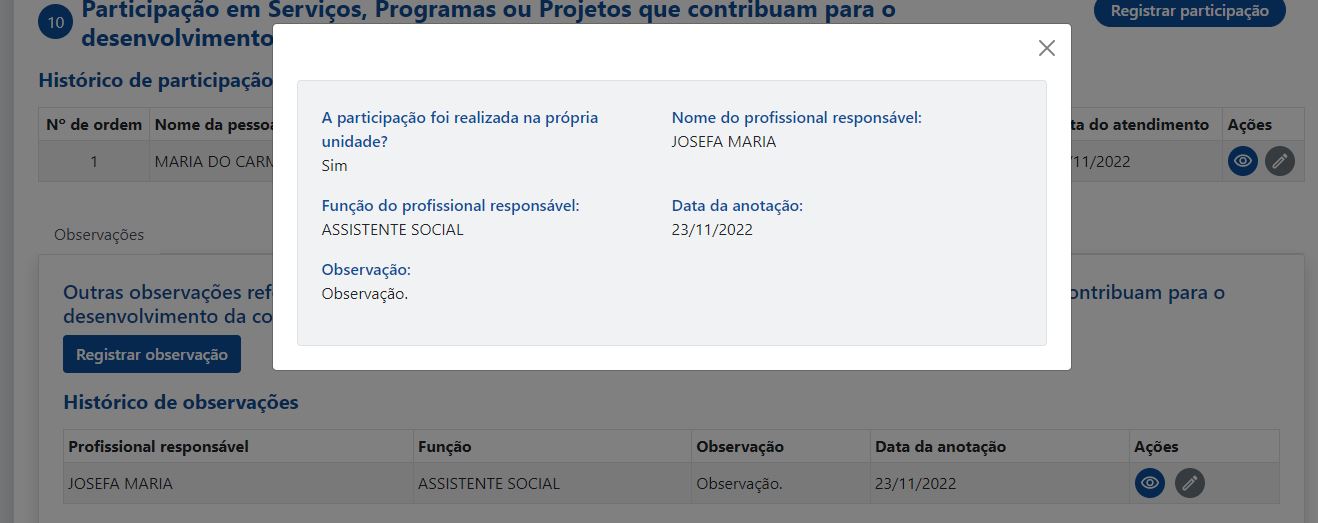 10
Participação em Serviços, Programas ou Projetos que contribuam para o
desenvolvimento
Registrar participação
Histórico de participação
Nº de ordem Nome da pessoa ta do atendimento Ações
1 MARIA DO CARM /11/2022
A participação foi realizada na própria
unidade?
Sim
Nome do profissional responsável:
JOSEFA MARIA
Função do profissional responsável:
ASSISTENTE SOCIAL
Data da anotação:
23/11/2022
Observação:
Observação.
Observações
Outras observações ref ontribuam para o
desenvolvimento da co
Registrar observação
Histórico de observações
Profissional responsável Função Observação Data da anotação Ações
JOSEFA MARIA ASSISTENTE SOCIAL Observação. 23/11/2022